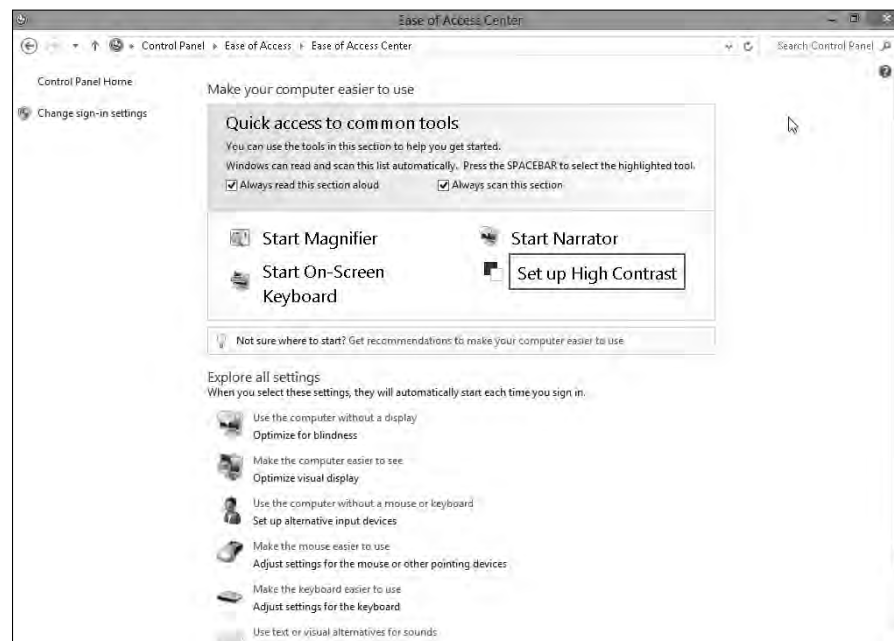 Ease of Access Center
Control Panel ▸ Ease of Access ▸ Ease of Access Center
Search Control Panel
Control Panel Home
Change sign-in settings
Make your computer easier to use
Quick access to common tools
You can use the tools in this section to help you get started.
Windows can read and scan this list automatically. Press the SPACEBAR to select the highlighted tool.
Always read this section aloud
Always scan this section
Start Magnifier
Start Narrator
Start On-Screen
Keyboard
Set up High Contrast
Not sure where to start? Get recommendations to make your computer easier to use
Explore all settings
When you select these settings, they will automatically start each time you sign in.
Use the computer without a display
Optimize for blindness
Make the computer easier to see
Optimize visual display
Use the computer without a mouse or keyboard
Set up alternative input devices
Make the mouse easier to use
Adjust settings for the mouse or other pointing devices
Make the keyboard easier to use
Adjust settings for the keyboard
Use text or visual alternatives for sounds